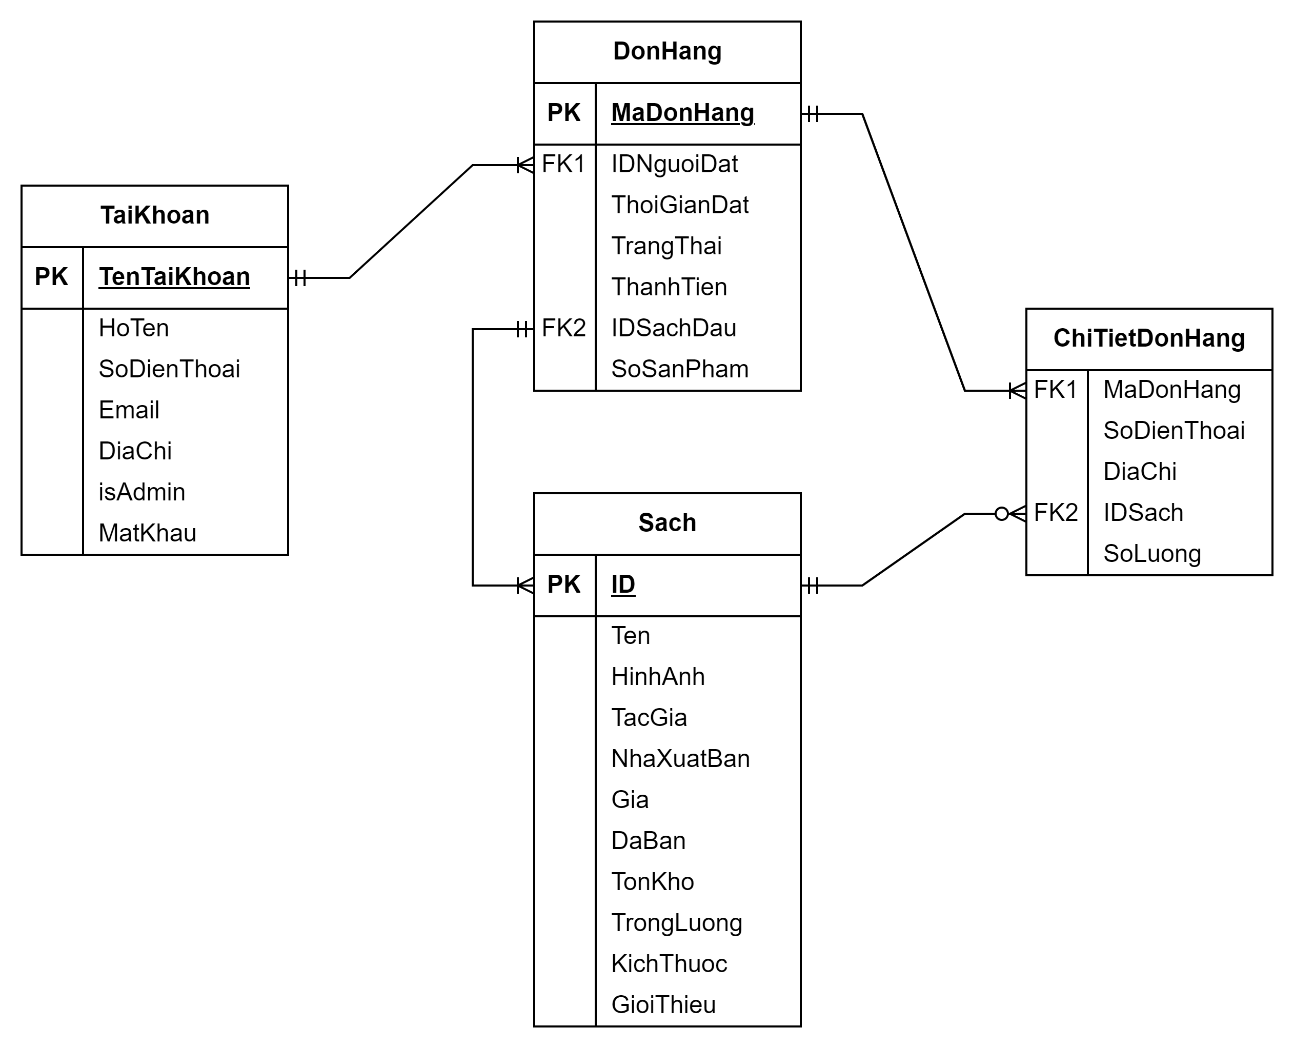 DonHang
PK MaDonHang
FK1 IDNguoiDat
ThoiGianDat
TrangThai
ThanhTien
FK2 IDSachDau
SoSanPham
TaiKhoan
PK TenTaiKhoan
HoTen
SoDienThoai
Email
DiaChi
isAdmin
MatKhau
ChiTietDonHang
FK1 MaDonHang
SoDienThoai
DiaChi
FK2 IDSach
SoLuong
Sach
PK ID
Ten
HinhAnh
TacGia
NhaXuatBan
Gia
DaBan
TonKho
TrongLuong
KichThuoc
GioiThieu